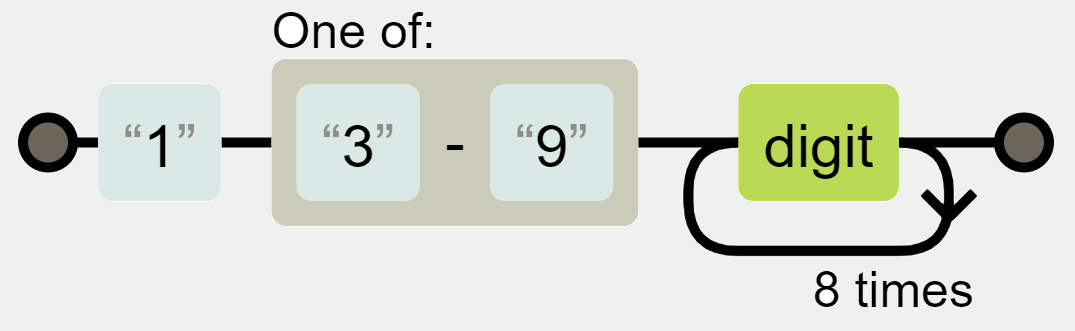 One of:
“1” “3” - “9” digit
8 times